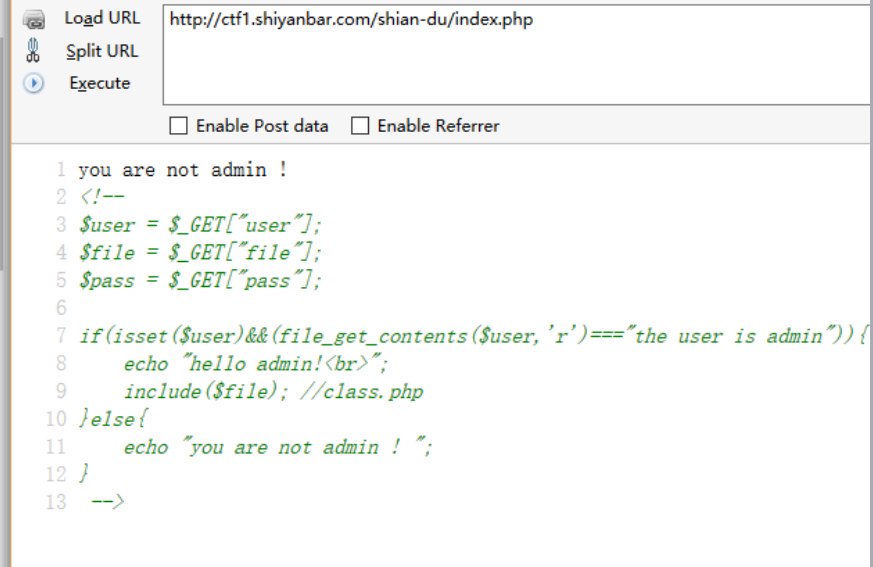 Load URL
http://ctf1.shiyanbar.com/shian-du/index.php
Split URL
Execute
Enable Post data
Enable Referrer
1 you are not admin !
2 <!--
3 $user = $_GET["user"];
4 $file = $_GET["file"];
5 $pass = $_GET["pass"];
6
7 if(isset($user)&&(file_get_contents($user,'r')==="the user is admin")){
8     echo "hello admin!<br>";
9     include($file); //class.php
10 }else{
11     echo "you are not admin ! ";
12 }
13  -->